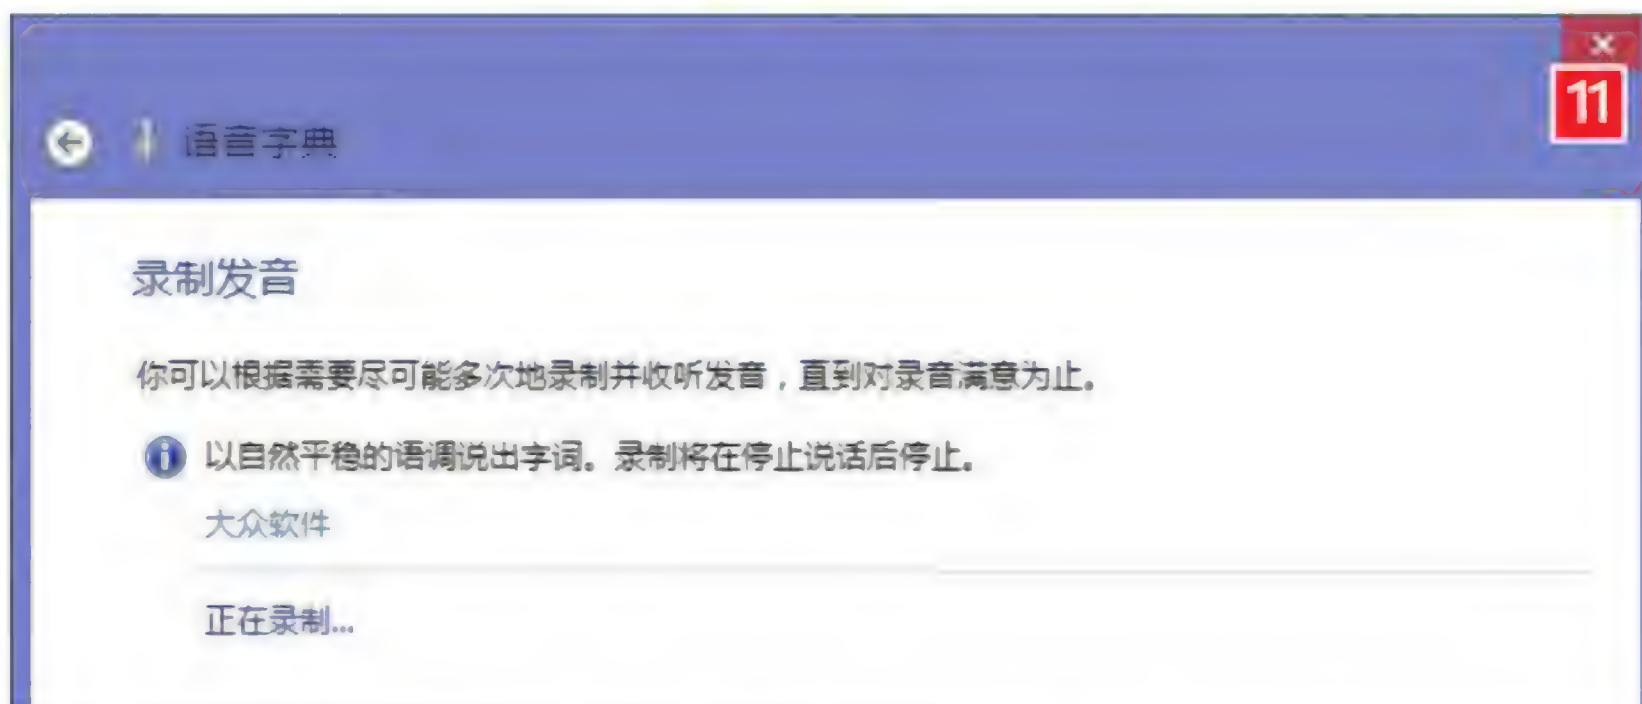 11
语音字典
录制发音
你可以根据需要尽可能多次地录制并收听发音，直到对录音满意为止。
以自然平稳的语调说出字词。录制将在停止说话后停止。
大众软件
正在录制...